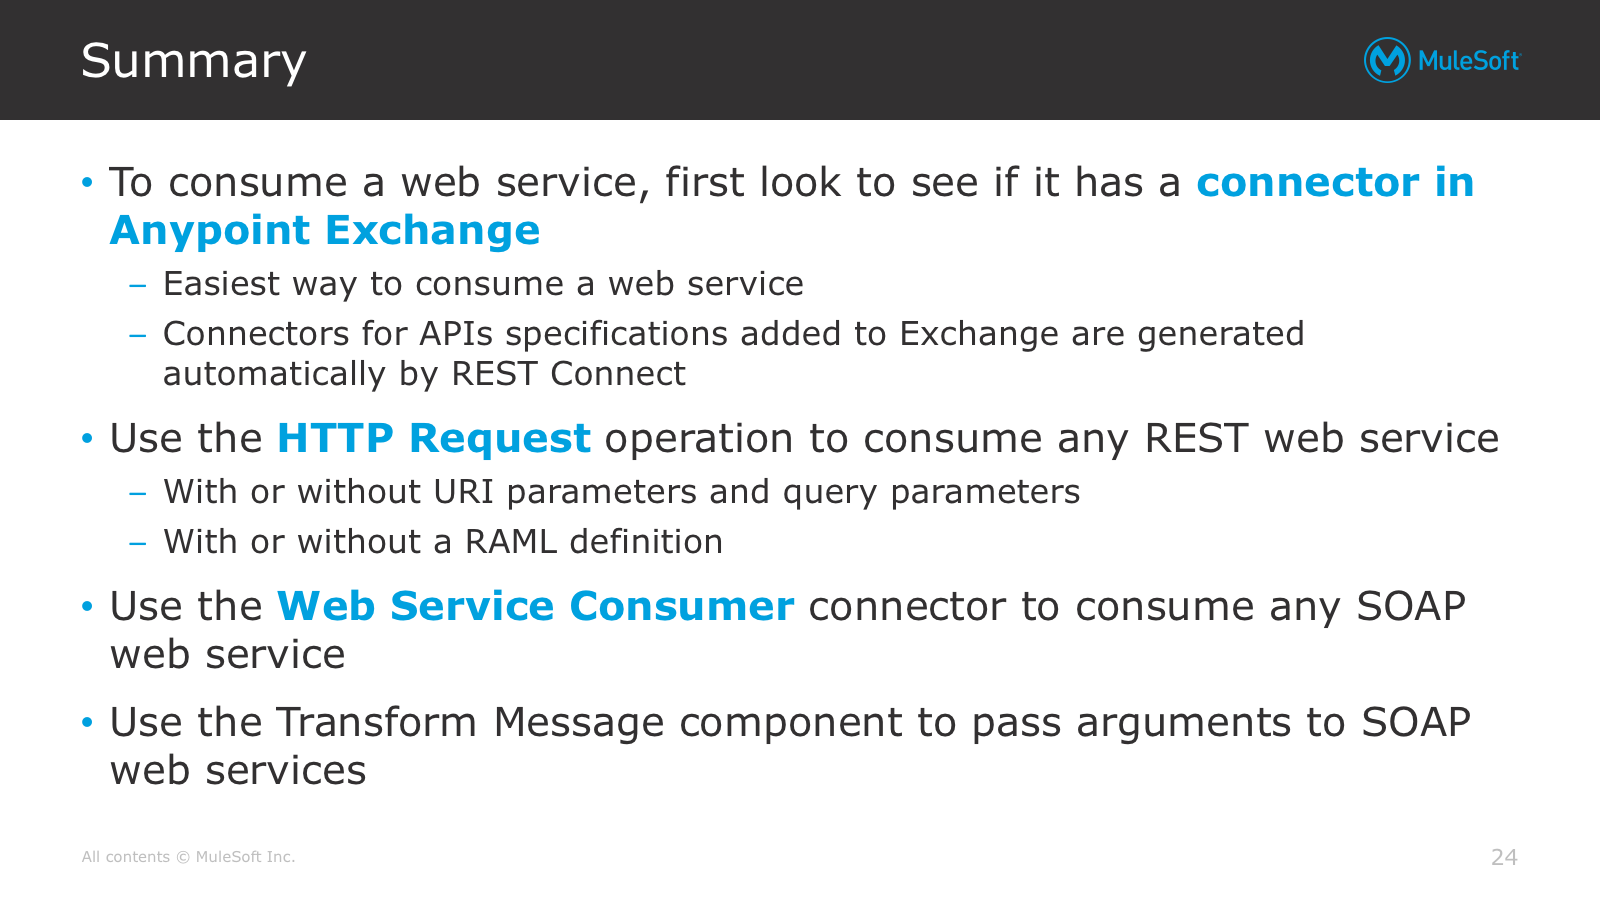 Summary
MuleSoft
• To consume a web service, first look to see if it has a connector in
Anypoint Exchange
– Easiest way to consume a web service
– Connectors for APIs specifications added to Exchange are generated
automatically by REST Connect
• Use the HTTP Request operation to consume any REST web service
– With or without URI parameters and query parameters
– With or without a RAML definition
• Use the Web Service Consumer connector to consume any SOAP
web service
• Use the Transform Message component to pass arguments to SOAP
web services
All contents © MuleSoft Inc.
24